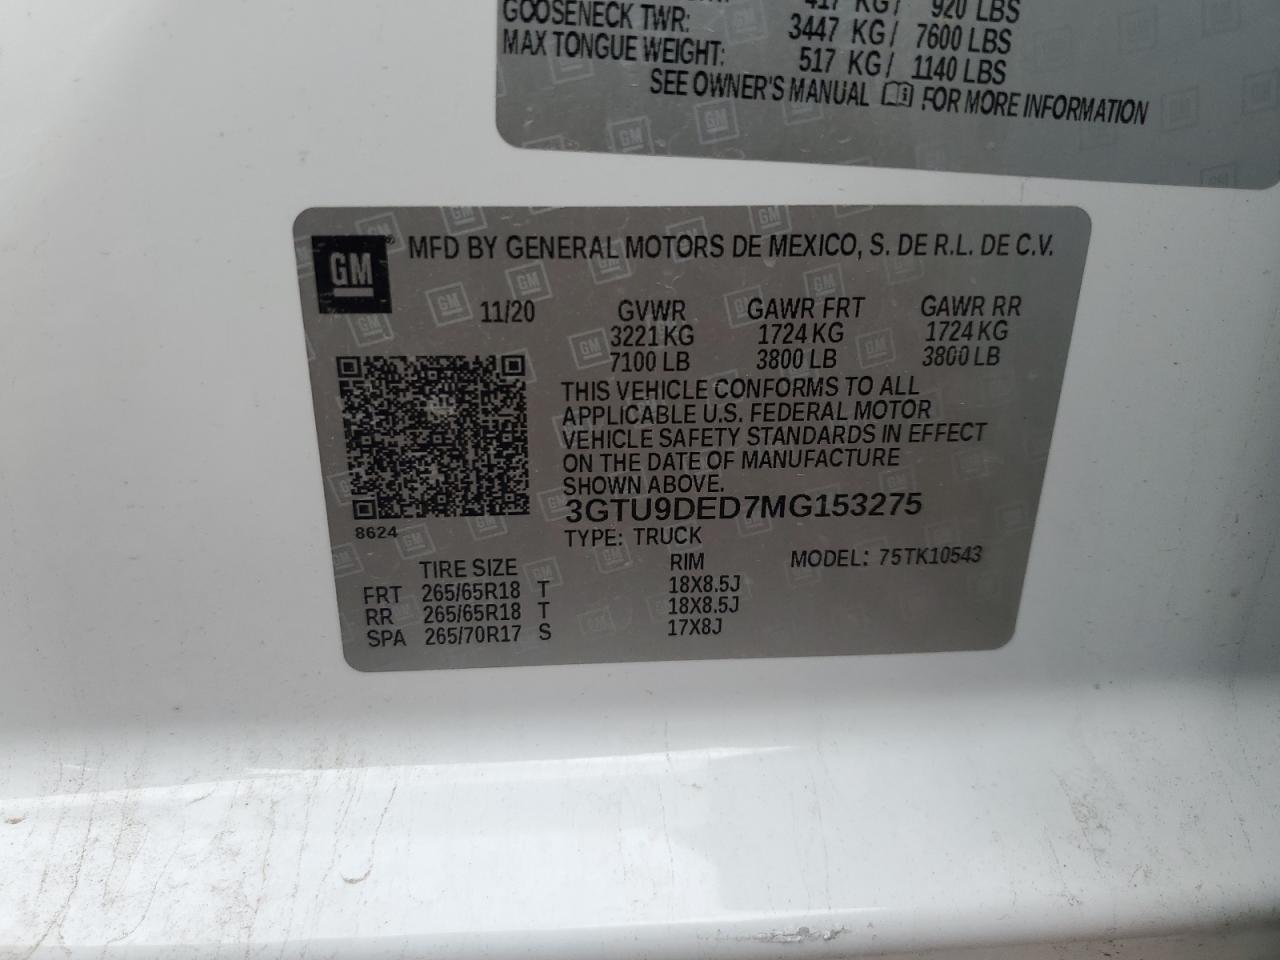 417 KG/ 920 LBS
GOOSENECK TWR: 3447 KG/ 7600 LBS
MAX TONGUE WEIGHT: 517 KG/ 1140 LBS
SEE OWNER'S MANUAL FOR MORE INFORMATION
GM® MFD BY GENERAL MOTORS DE MEXICO, S. DE R.L. DE C.V.
11/20 GVWR GAWR FRT GAWR RR
3221 KG 1724 KG 1724 KG
7100 LB 3800 LB 3800 LB
THIS VEHICLE CONFORMS TO ALL
APPLICABLE U.S. FEDERAL MOTOR
VEHICLE SAFETY STANDARDS IN EFFECT
ON THE DATE OF MANUFACTURE
SHOWN ABOVE.
3GTU9DED7MG153275
8624
TYPE: TRUCK
TIRE SIZE RIM MODEL: 75TK10543
FRT 265/65R18 T 18X8.5J
RR 265/65R18 T 18X8.5J
SPA 265/70R17 S 17X8J